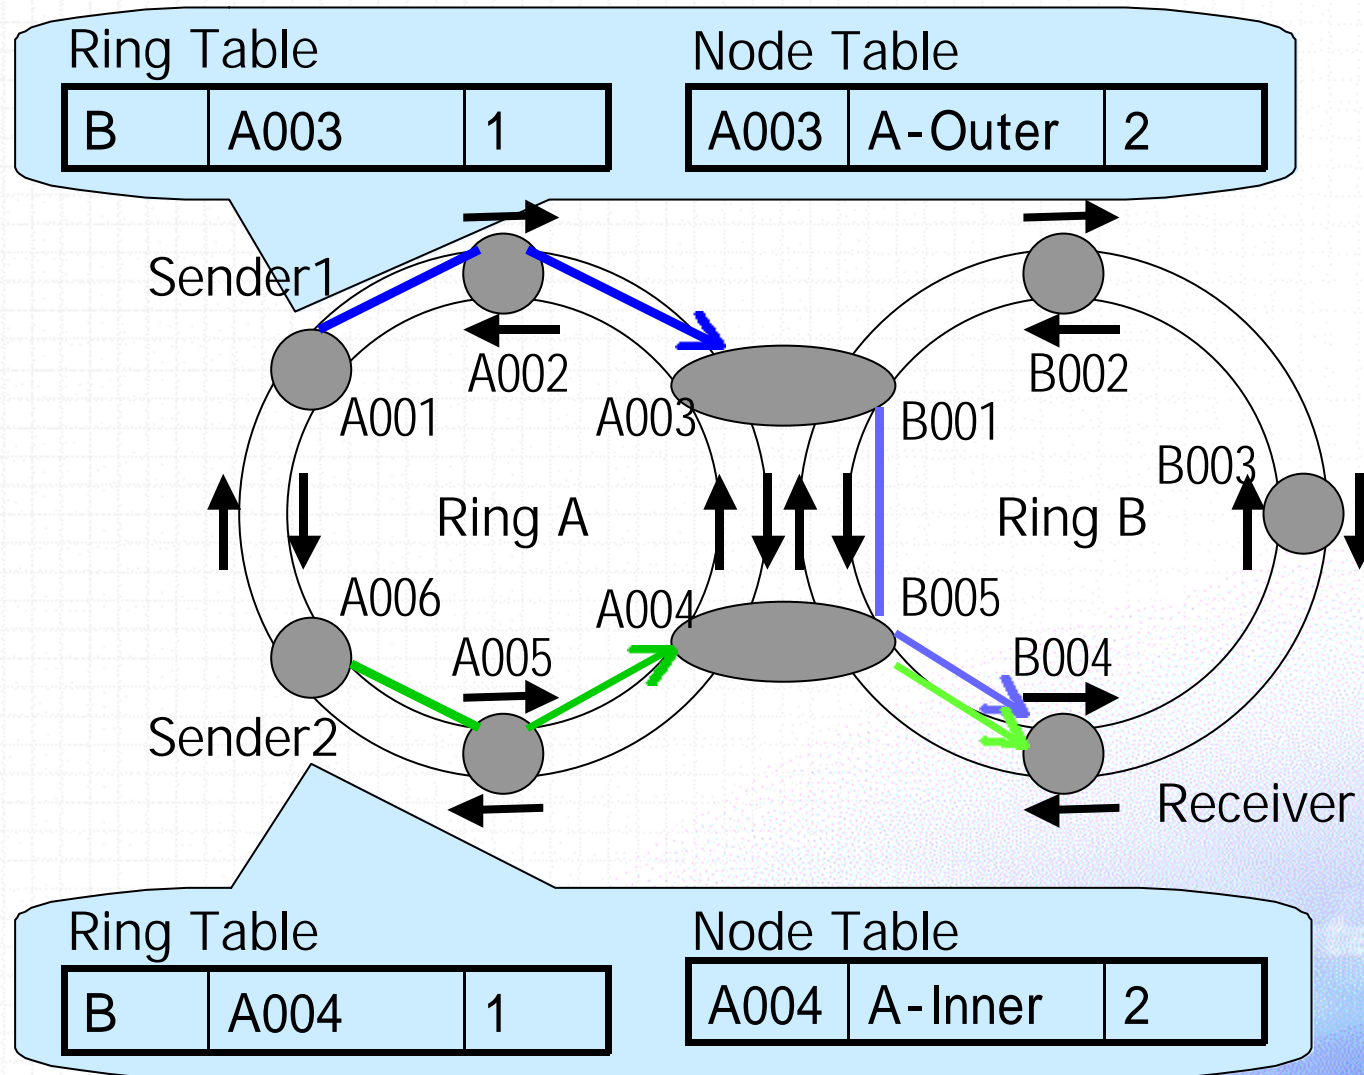 Ring Table
Node Table
B A003 1
A003 A-Outer 2
Sender1
A002
B002
A001
A003
B001
B003
Ring A
Ring B
A006
A004
B005
A005
B004
Sender2
Receiver
Ring Table
Node Table
B A004 1
A004 A-Inner 2